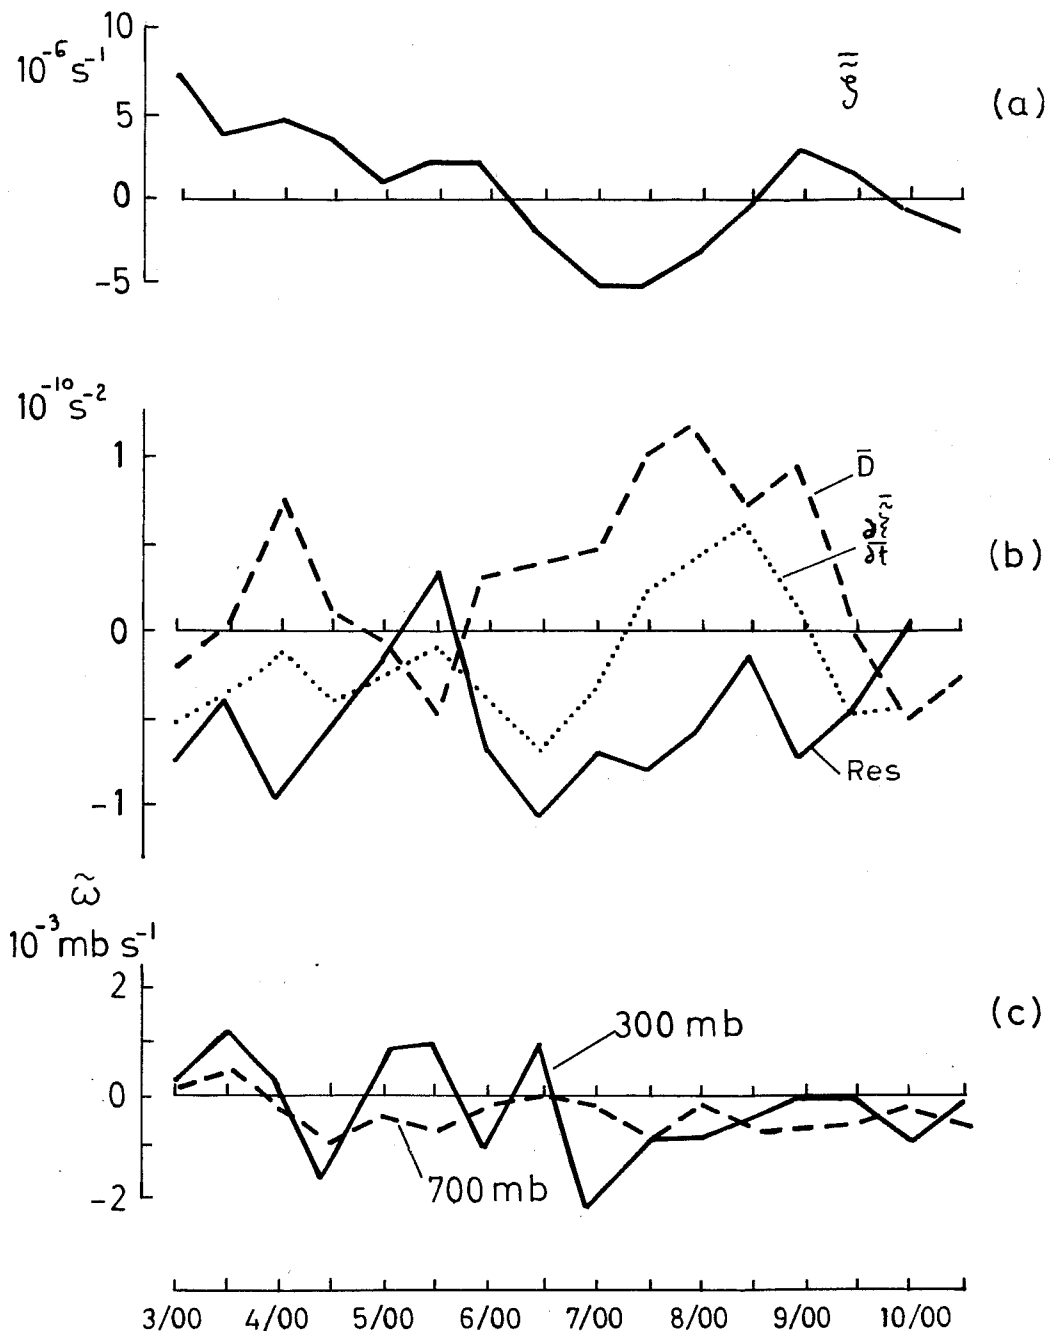 10
10⁻⁶ s⁻¹
5
0
-5
(a)
10⁻¹⁰ s⁻²
1
0
-1
D̄
∂ξ̃̄
∂t
Res
(b)
ω̃
10⁻³ mb s⁻¹
2
0
-2
300 mb
700 mb
(c)
3/00 4/00 5/00 6/00 7/00 8/00 9/00 10/00